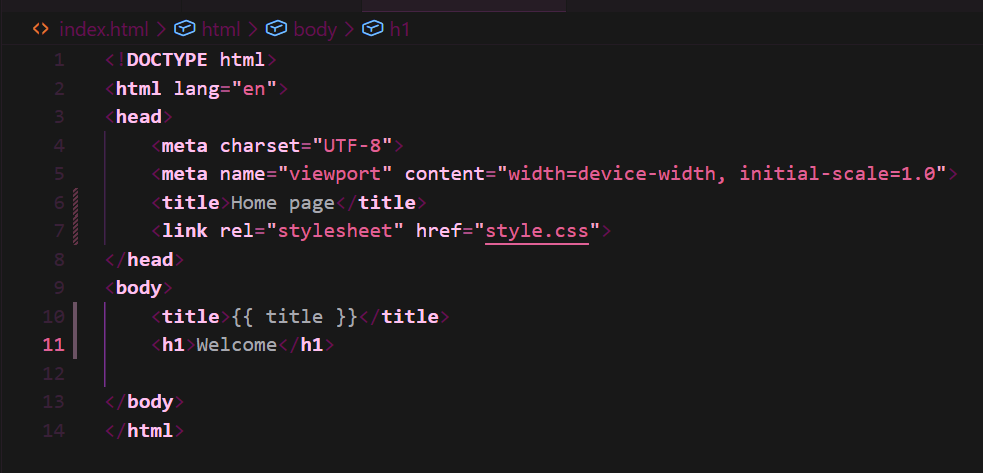 index.html > html > body > h1
1 <!DOCTYPE html>
2 <html lang="en">
3 <head>
4     <meta charset="UTF-8">
5     <meta name="viewport" content="width=device-width, initial-scale=1.0">
6     <title>Home page</title>
7     <link rel="stylesheet" href="style.css">
8 </head>
9 <body>
10     <title>{{ title }}</title>
11     <h1>Welcome</h1>
12
13 </body>
14 </html>